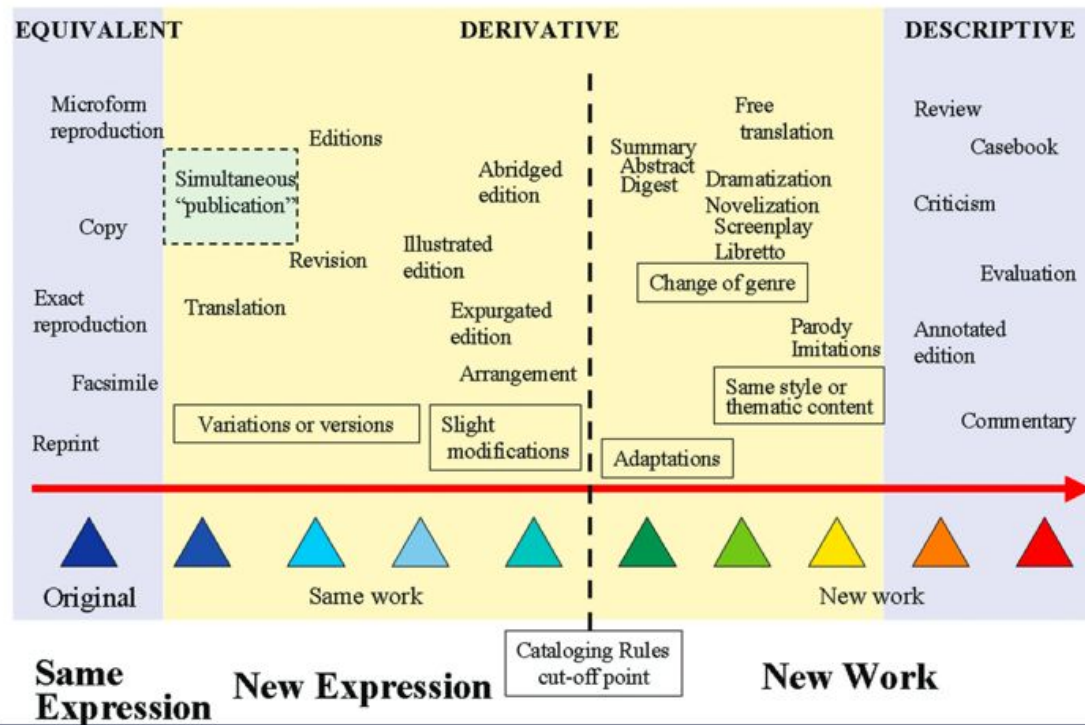 EQUIVALENT
DERIVATIVE
DESCRIPTIVE
Microform
reproduction
Copy
Exact
reproduction
Facsimile
Reprint
Simultaneous
“publication”
Editions
Revision
Translation
Illustrated
edition
Abridged
edition
Expurgated
edition
Arrangement
Variations or versions
Slight
modifications
Free
translation
Summary
Abstract
Digest
Dramatization
Novelization
Screenplay
Libretto
Change of genre
Parody
Imitations
Same style or
thematic content
Adaptations
Review
Casebook
Criticism
Evaluation
Annotated
edition
Commentary
Original
Same work
New work
Same
Expression
New Expression
Cataloging Rules
cut-off point
New Work